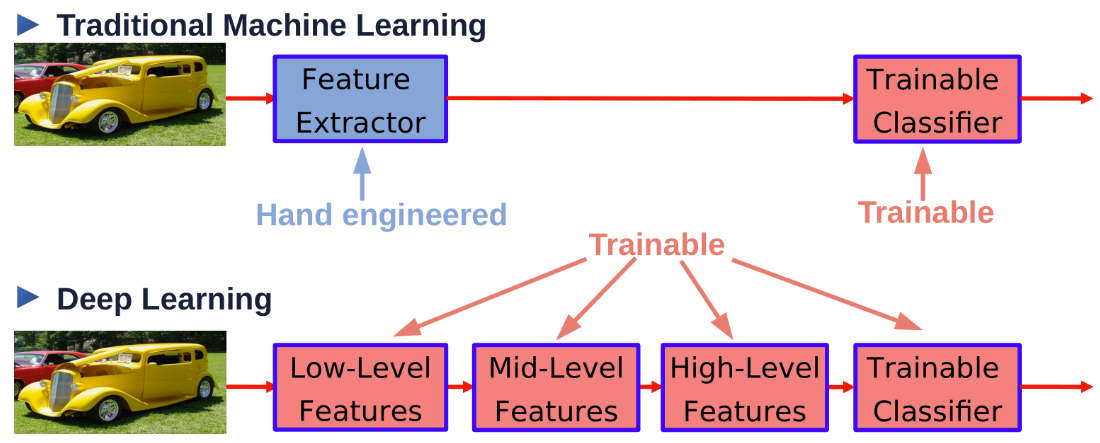 Traditional Machine Learning
Feature
Extractor
Trainable
Classifier
Hand engineered
Trainable
Trainable
Deep Learning
Low-Level
Features
Mid-Level
Features
High-Level
Features
Trainable
Classifier